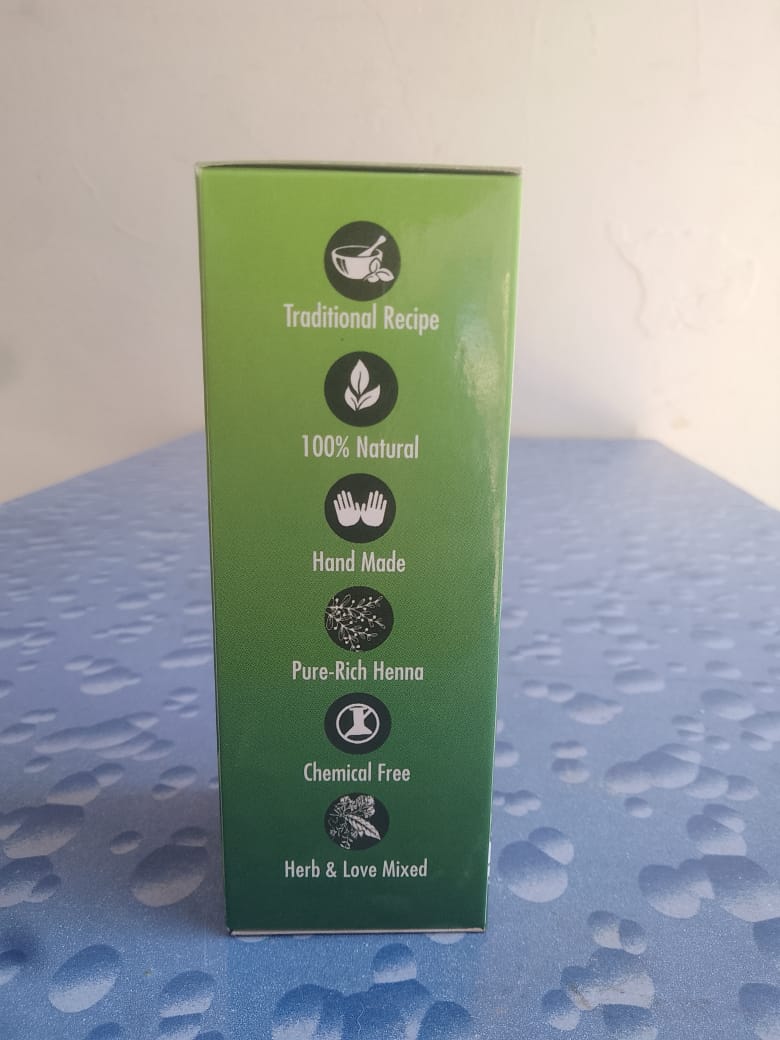 Traditional Recipe
100% Natural
Hand Made
Pure-Rich Henna
Chemical Free
Herb & Love Mixed